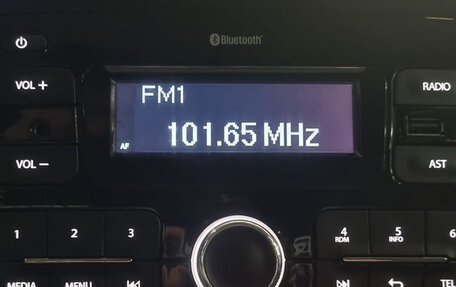 Bluetooth
VOL +
FM1
RADIO
101.65 MHz
AF
VOL –
AST
1 2 3 4 5 6
RDM INFO
MEDIA MENU TEL